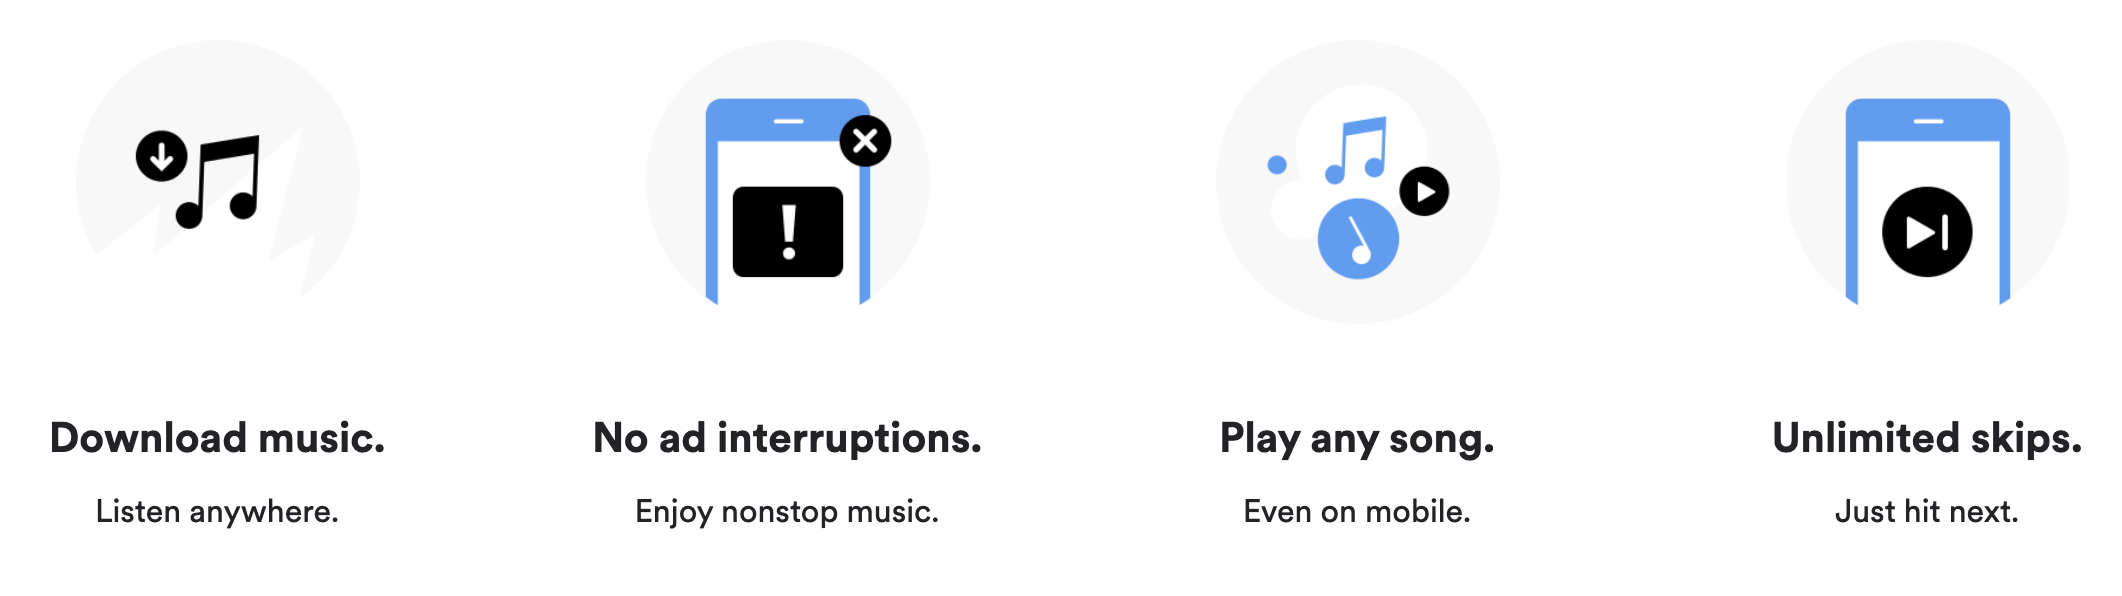 Download music.
Listen anywhere.
No ad interruptions.
Enjoy nonstop music.
Play any song.
Even on mobile.
Unlimited skips.
Just hit next.